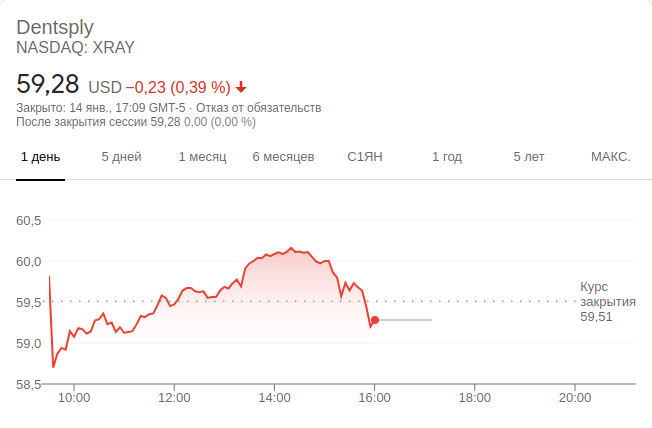 Dentsply
NASDAQ: XRAY
59,28 USD −0,23 (0,39 %)
Закрыто: 14 янв., 17:09 GMT-5 · Отказ от обязательств
После закрытия сессии 59,28 0,00 (0,00 %)
1 день 5 дней 1 месяц 6 месяцев С1ЯН 1 год 5 лет МАКС.
60,5
60,0
59,5
59,0
58,5
Курс
закрытия
59,51
10:00 12:00 14:00 16:00 18:00 20:00